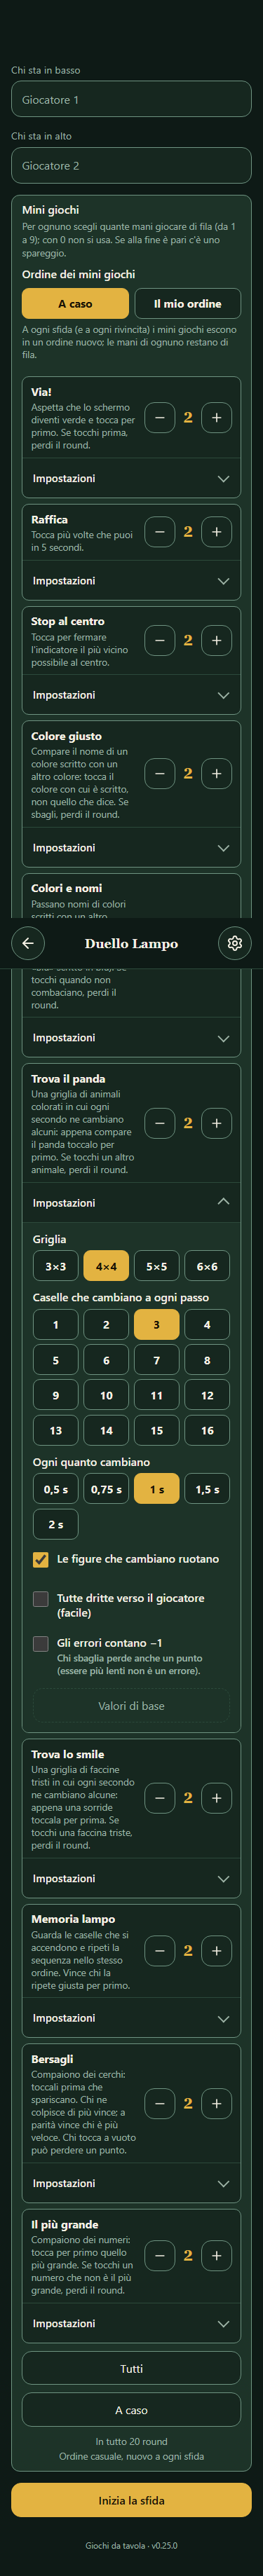 Chi sta in basso
Giocatore 1
Chi sta in alto
Giocatore 2
Mini giochi
Per ognuno scegli quante mani giocare di fila (da 1
a 9); con 0 non si usa. Se alla fine è pari c'è uno
spareggio.
Ordine dei mini giochi
A caso
Il mio ordine
A ogni sfida (e a ogni rivincita) i mini giochi escono
in un ordine nuovo; le mani di ognuno restano di
fila.
Via!
Aspetta che lo schermo
diventi verde e tocca per
primo. Se tocchi prima,
perdi il round.
− 2 +
Impostazioni
Raffica
Tocca più volte che puoi
in 5 secondi.
− 2 +
Impostazioni
Stop al centro
Tocca per fermare
l'indicatore il più vicino
possibile al centro.
− 2 +
Impostazioni
Colore giusto
Compare il nome di un
colore scritto con un
altro colore: tocca il
colore con cui è scritto,
non quello che dice. Se
sbagli, perdi il round.
− 2 +
Impostazioni
Colori e nomi
Passano nomi di colori
scritti con un altro
Duello Lampo
tocchi quando non
combaciano, perdi il
round.
Impostazioni
Trova il panda
Una griglia di animali
colorati in cui ogni
secondo ne cambiano
alcuni: appena compare
il panda toccalo per
primo. Se tocchi un altro
animale, perdi il round.
− 2 +
Impostazioni
Griglia
3×3 4×4 5×5 6×6
Caselle che cambiano a ogni passo
1 2 3 4
5 6 7 8
9 10 11 12
13 14 15 16
Ogni quanto cambiano
0,5 s 0,75 s 1 s 1,5 s
2 s
Le figure che cambiano ruotano
Tutte dritte verso il giocatore
(facile)
Gli errori contano −1
Chi sbaglia perde anche un punto
(essere più lenti non è un errore).
Valori di base
Trova lo smile
Una griglia di faccine
tristi in cui ogni secondo
ne cambiano alcune:
appena una sorride
toccala per primo. Se
tocchi una faccina triste,
perdi il round.
− 2 +
Impostazioni
Memoria lampo
Guarda le caselle che si
accendono e ripeti la
sequenza nello stesso
ordine. Vince chi la
ripete giusta per primo.
− 2 +
Impostazioni
Bersagli
Compaiono dei cerchi:
toccali prima che
spariscano. Chi ne
colpisce di più vince; a
parità vince chi è più
veloce. Chi tocca a vuoto
può perdere un punto.
− 2 +
Impostazioni
Il più grande
Compaiono dei numeri:
tocca per primo quello
più grande. Se tocchi un
numero che non è il più
grande, perdi il round.
− 2 +
Impostazioni
Tutti
A caso
In tutto 20 round
Ordine casuale, nuovo a ogni sfida
Inizia la sfida
Giochi da tavola · v0.25.0